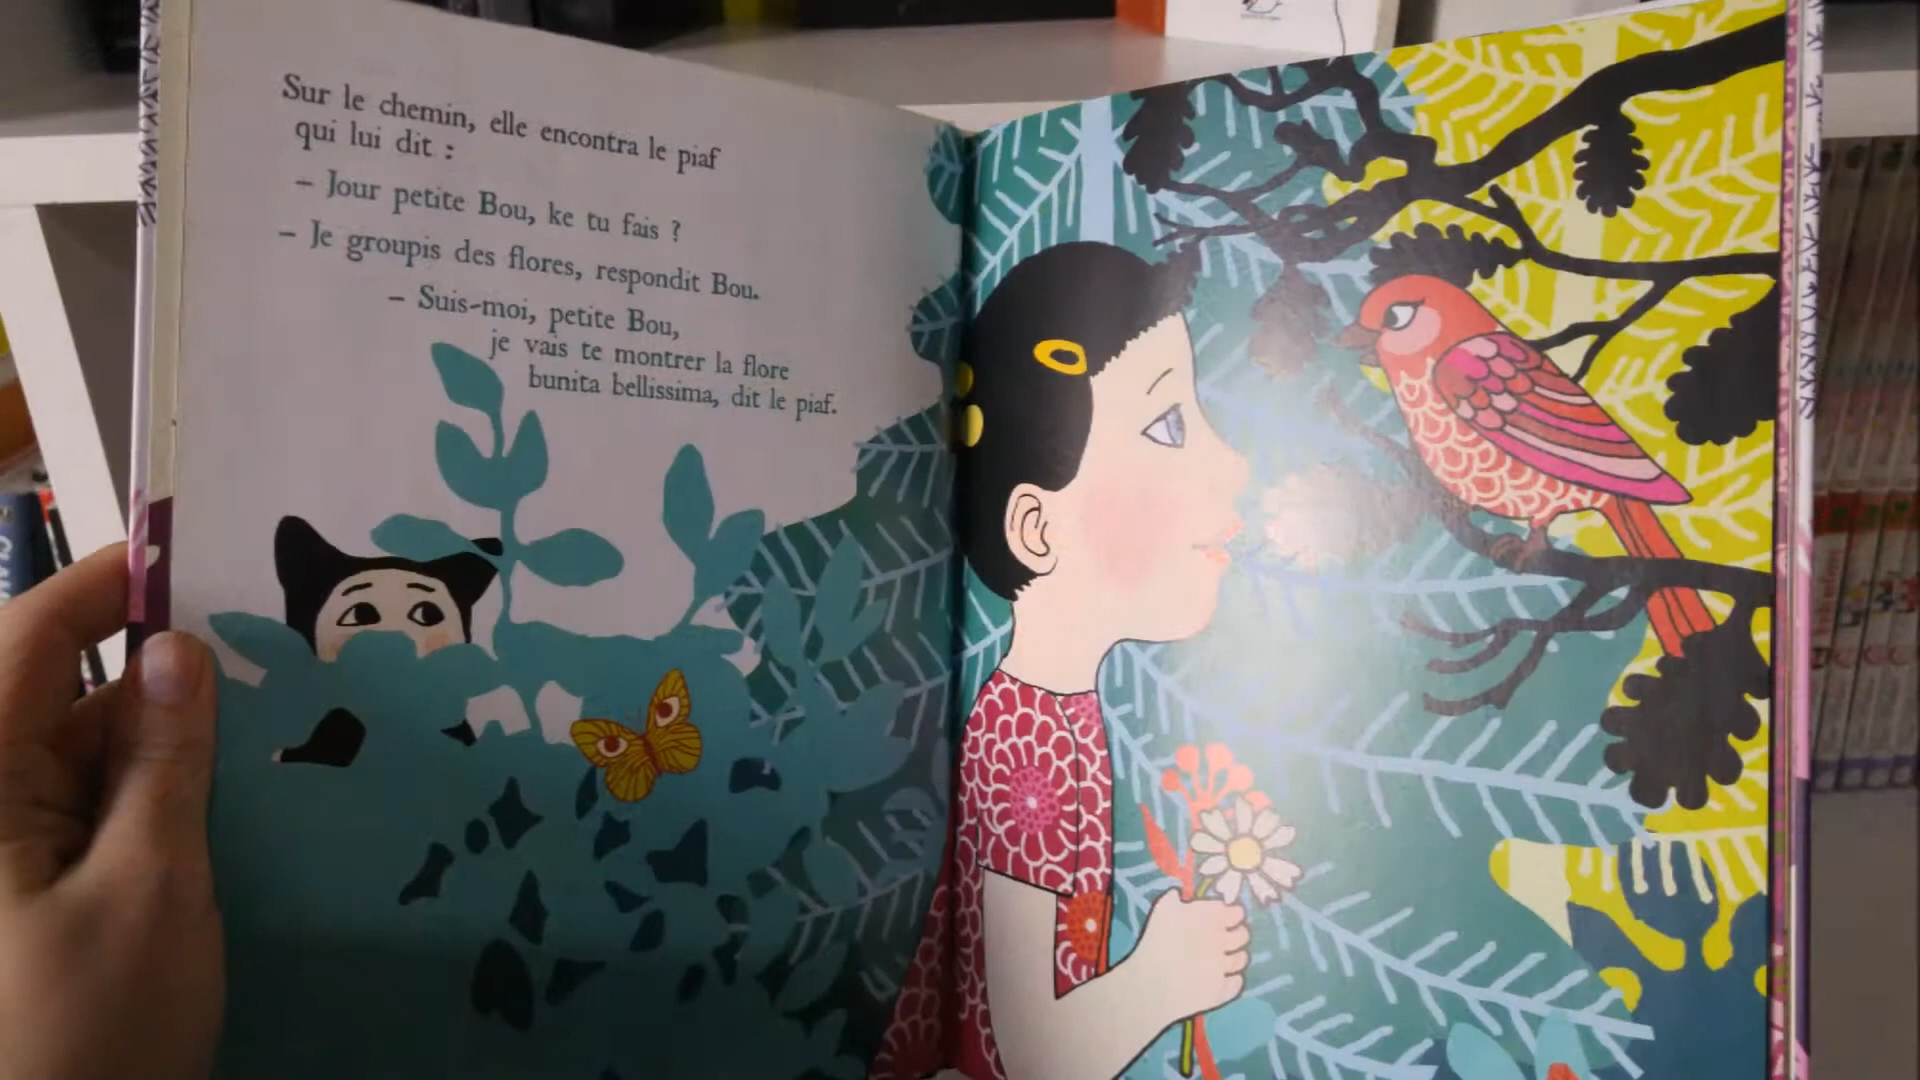 Sur le chemin, elle encontra le piaf
qui lui dit :
– Jour petite Bou, ke tu fais ?
– Je groupis des flores, respondit Bou.
– Suis-moi, petite Bou,
je vais te montrer la flore
bunita bellissima, dit le piaf.